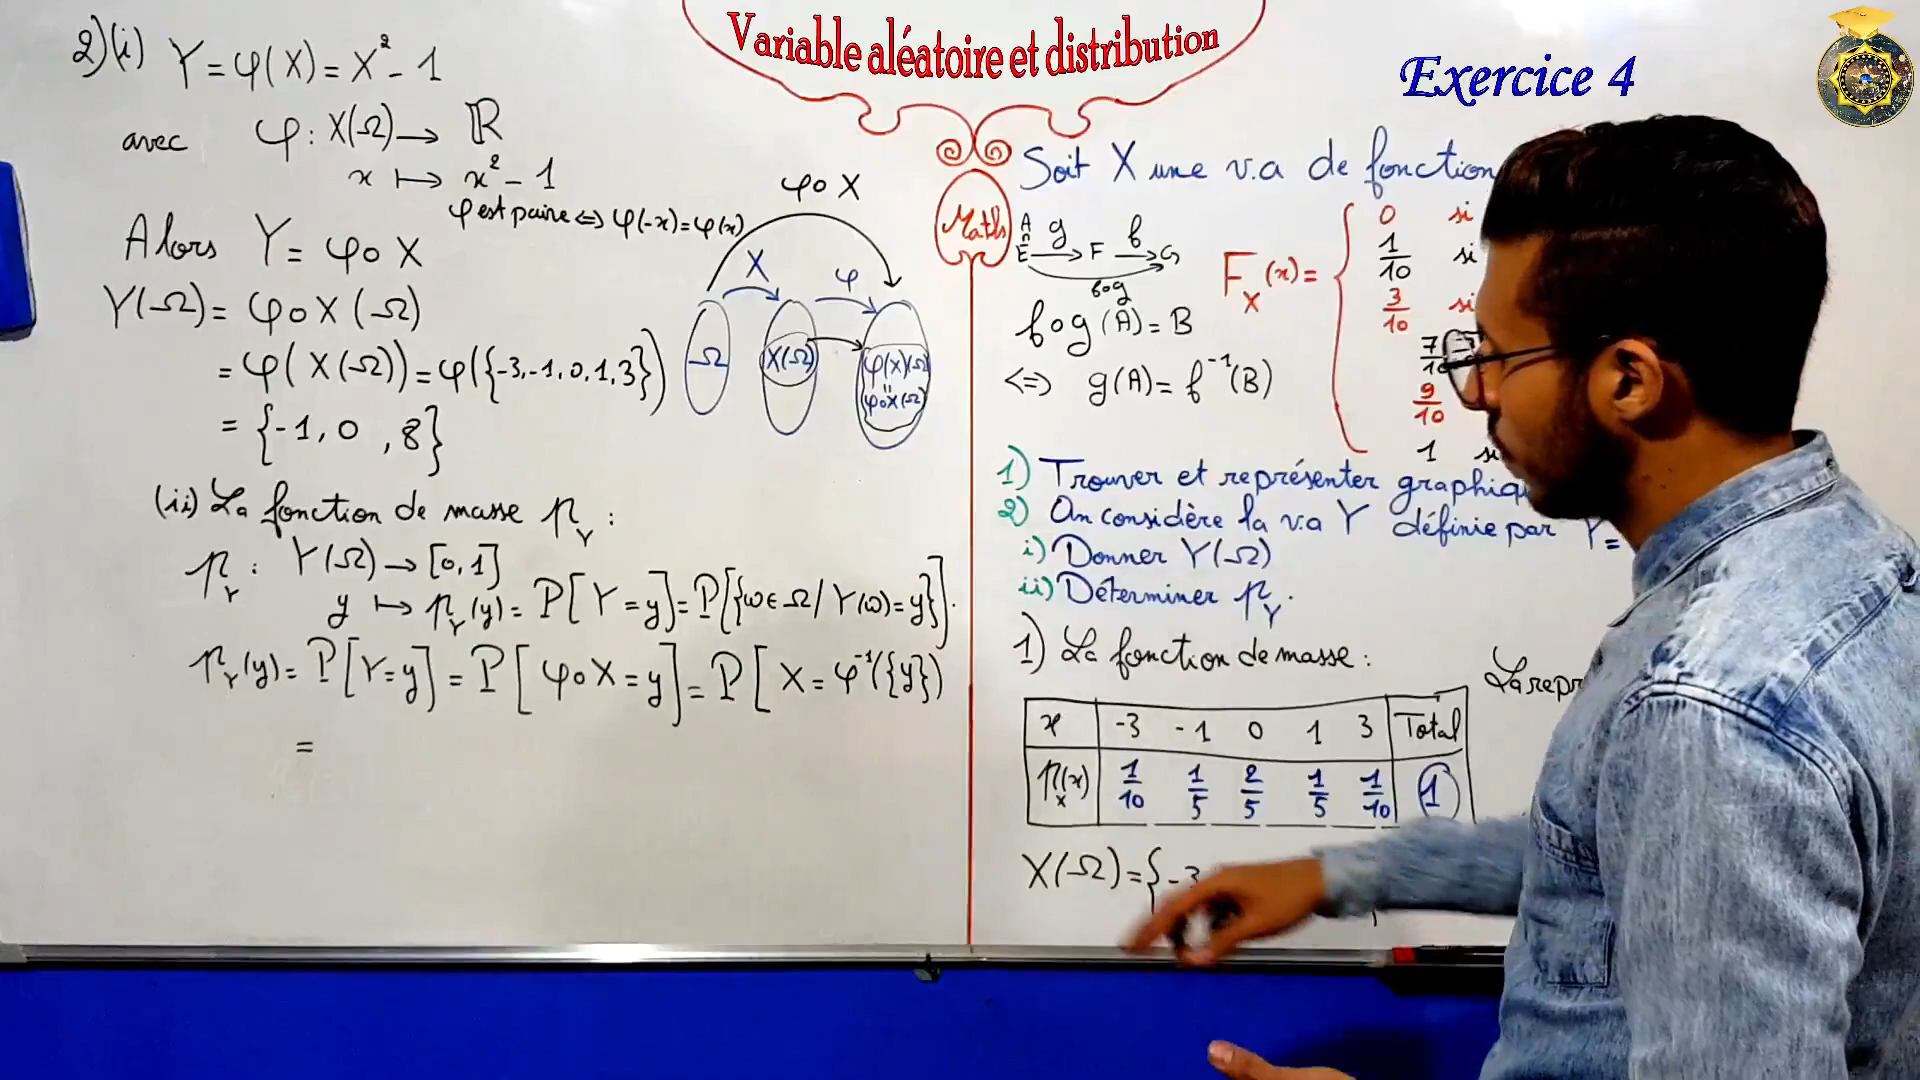 Variable aléatoire et distribution
Exercice 4
Maths
2)(i) Y = φ(X) = X² - 1
avec φ : X(Ω) → ℝ
x ↦ x² - 1
φ est paire ⇔ φ(-x) = φ(x)
Alors Y = φ∘X
Y(Ω) = φ∘X(Ω)
= φ(X(Ω)) = φ({-3,-1,0,1,3})
= {-1, 0 , 8}
φ∘X
X φ
Ω X(Ω) φ(X)(Ω)
=
φ∘X(Ω)
(ii) La fonction de masse p_Y :
p_Y : Y(Ω) → [0,1]
y ↦ p_Y(y) = P[Y = y] = P[{ω ∈ Ω / Y(ω) = y}].
p_Y(y) = P[Y = y] = P[φ∘X = y] = P[X = φ⁻¹({y})
=
Soit X une v.a de fonction
A
∩
E g→ F f→ G
fog
fog(A) = B
⇔ g(A) = f⁻¹(B)
F_X(x) = {
0 si
1/10 si
3/10 si
7/10
9/10
1 si
1) Trouver et représenter
2) On considère la v.a Y définie par Y =
i) Donner Y(Ω)
ii) Déterminer p_Y.
1) La fonction de masse :
x -3 -1 0 1 3 Total
p_X(x) 1/10 1/5 2/5 1/5 1/10 1
X(Ω) = {-3